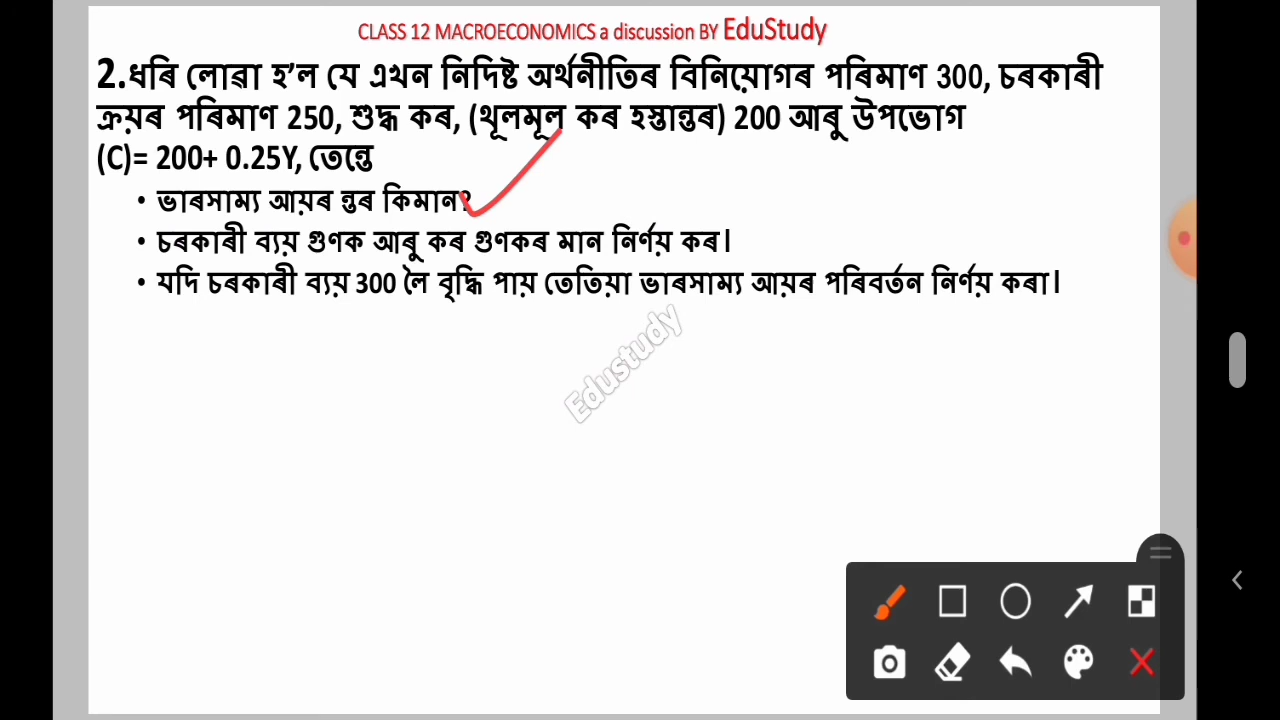 CLASS 12 MACROECONOMICS a discussion BY EduStudy
2.ধৰি লোৱা হ’ল যে এখন নিদিষ্ট অৰ্থনীতিৰ বিনিয়োগৰ পৰিমাণ 300, চৰকাৰী
ক্ৰয়ৰ পৰিমাণ 250, শুদ্ধ কৰ, (থূলমূল কৰ হস্তান্তৰ) 200 আৰু উপভোগ
(C)= 200+ 0.25Y, তেন্তে
• ভাৰসাম্য আয়ৰ ন্তৰ কিমান?
• চৰকাৰী ব্যয় গুণক আৰু কৰ গুণকৰ মান নিৰ্ণয় কৰ।
• যদি চৰকাৰী ব্যয় 300 লৈ বৃদ্ধি পায় তেতিয়া ভাৰসাম্য আয়ৰ পৰিবৰ্তন নিৰ্ণয় কৰা।
Edustudy